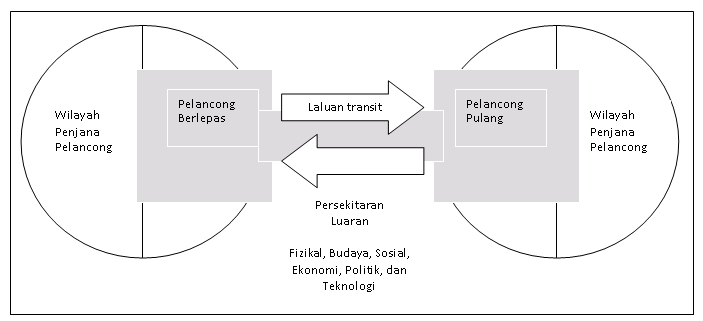 Wilayah
Penjana
Pelancong
Pelancong
Berlepas
Laluan transit
Pelancong
Pulang
Wilayah
Penjana
Pelancong
Persekitaran
Luaran
Fizikal, Budaya, Sosial,
Ekonomi, Politik, dan
Teknologi